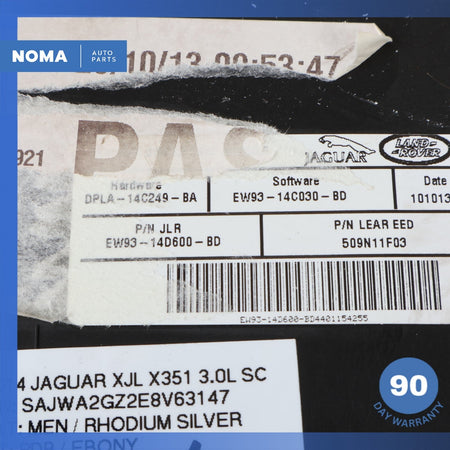 NOMA AUTO
PARTS
/10/13 00:53:47
921 PAS
JAGUAR LAND-
ROVER
Hardware Software Date
DPLA-14C249-BA EW93-14C030-BD 101013
P/N JLR P/N LEAR EED
EW93-14D600-BD 509N11F03
EW93-14D600-BD4401154255
4 JAGUAR XJL X351 3.0L SC
SAJWA2GZ2E8V63147
: MEN / RHODIUM SILVER
/ EBONY
90
DAY WARRANTY